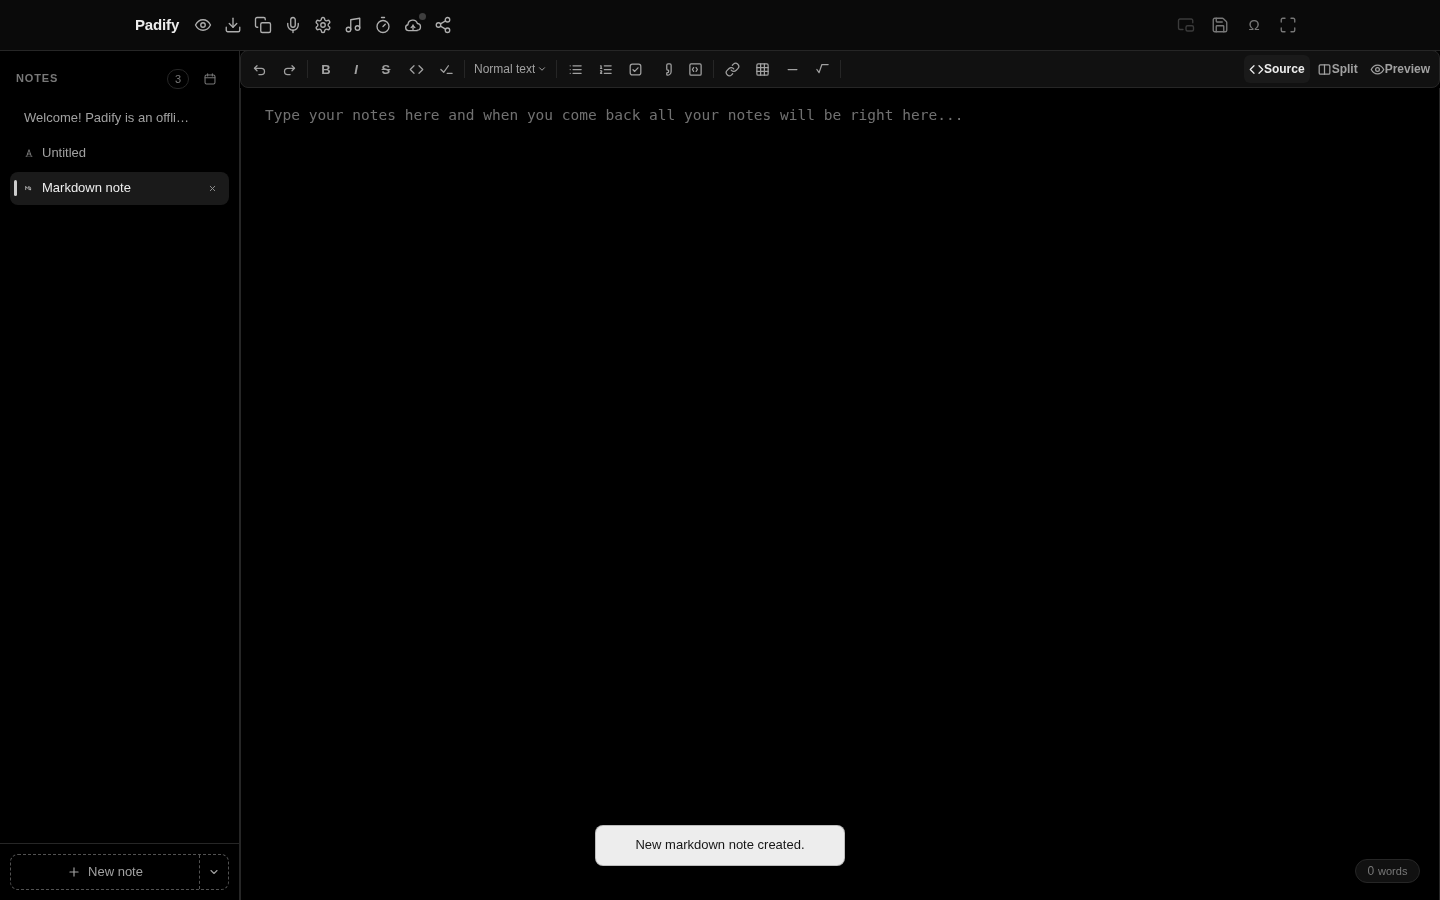 Padify
Ω
NOTES
3
Welcome! Padify is an offli…
Untitled
Markdown note
New note
B
I
S
Normal text
Source
Split
Preview
Type your notes here and when you come back all your notes will be right here...
New markdown note created.
0 words